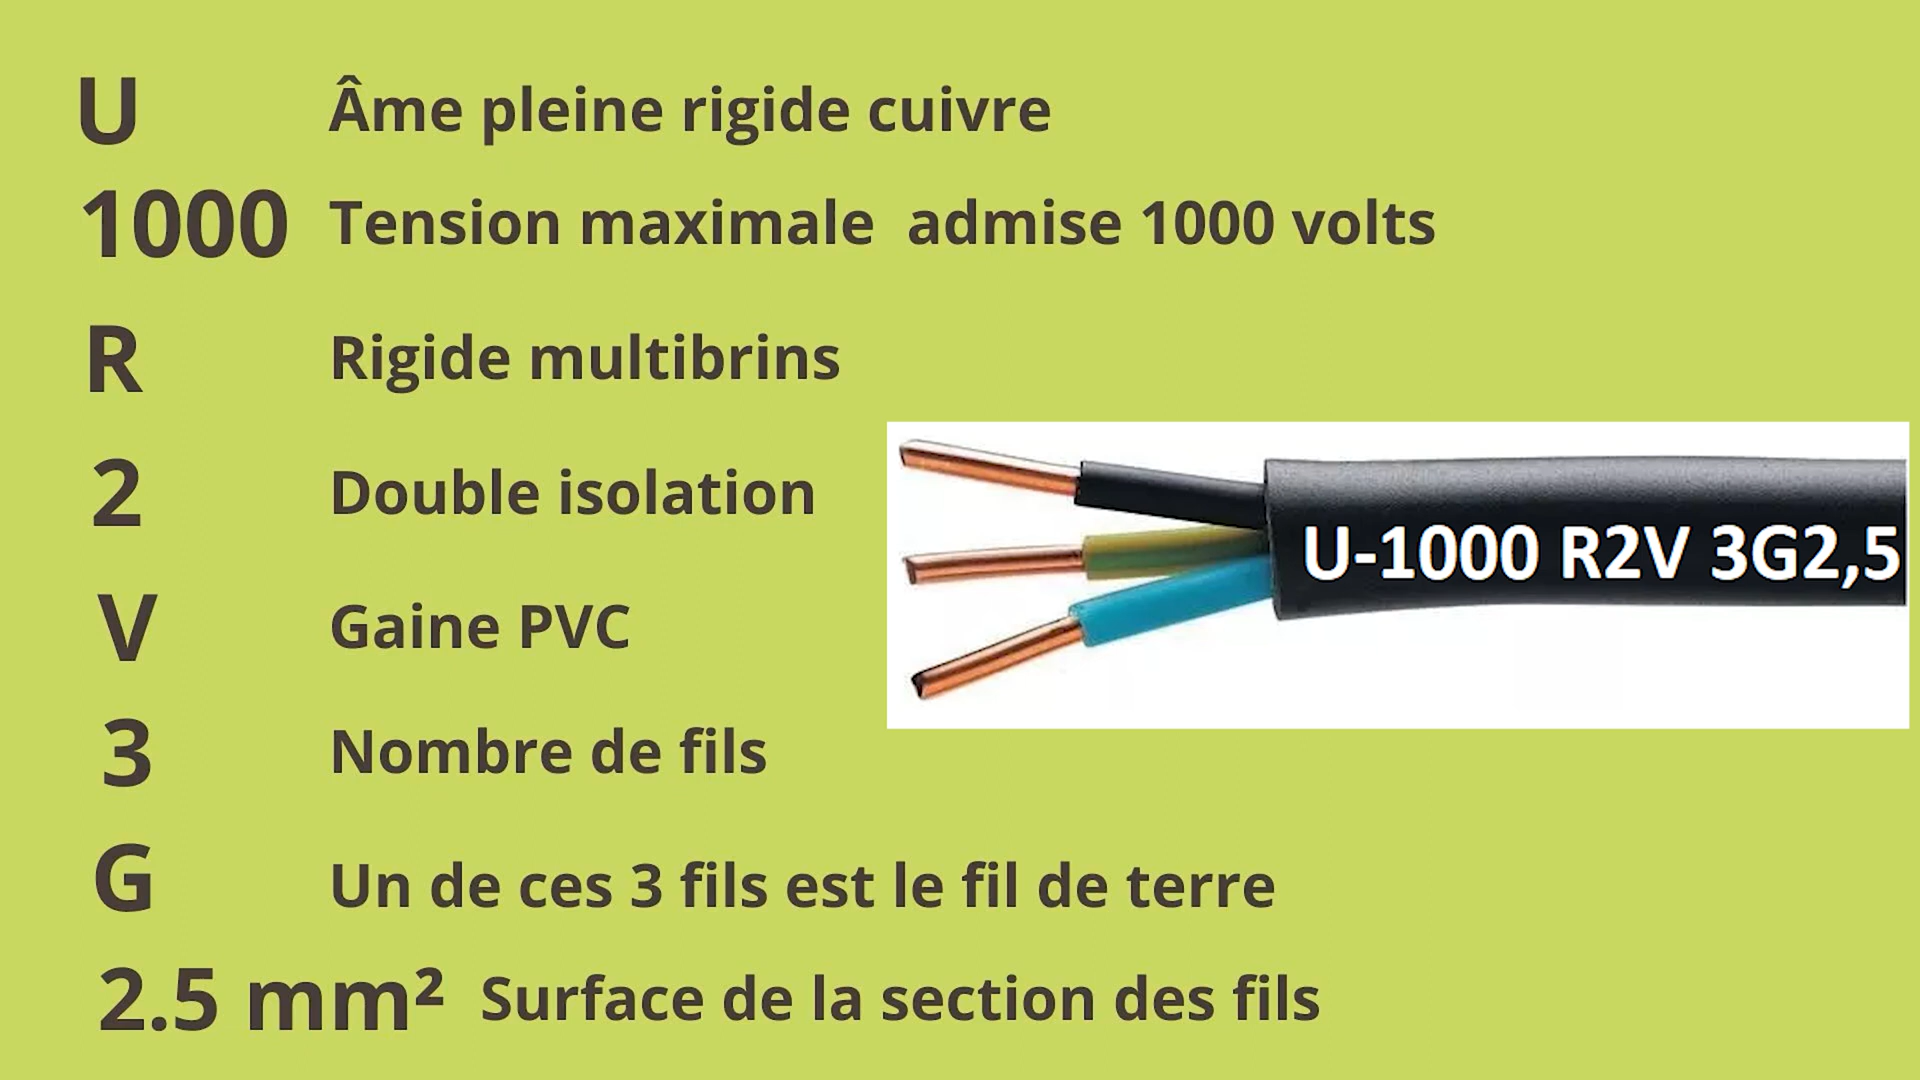 U Âme pleine rigide cuivre
1000 Tension maximale admise 1000 volts
R Rigide multibrins
2 Double isolation
U-1000 R2V 3G2,5
V Gaine PVC
3 Nombre de fils
G Un de ces 3 fils est le fil de terre
2.5 mm² Surface de la section des fils